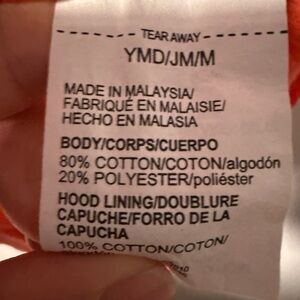 TEAR AWAY
YMD/JM/M
MADE IN MALAYSIA/
FABRIQUÉ EN MALAISIE/
HECHO EN MALASIA
BODY/CORPS/CUERPO
80% COTTON/COTON/algodón
20% POLYESTER/poliéster
HOOD LINING/DOUBLURE
CAPUCHE/FORRO DE LA
CAPUCHA
100% COTTON/COTON/